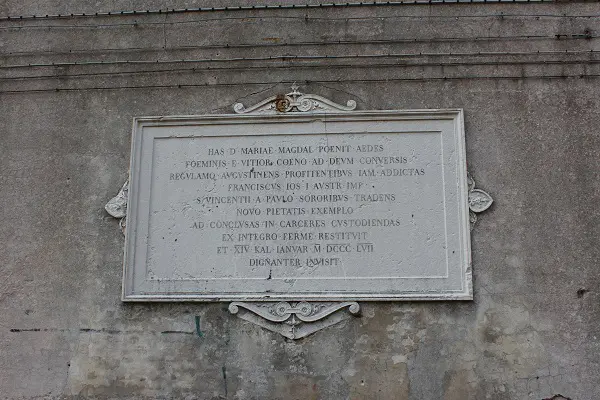 HAS D MARIAE MAGDAL POENIT AEDES
FOEMINIS E VITIOR COENO AD DEVM CONVERSIS
REGVLAMQ AVGVSTINENS PROFITENTIBVS IAM ADDICTAS
FRANCISCVS IOS I AVSTR IMP
S VINCENTII A PAVLO SORORIBVS TRADENS
NOVO PIETATIS EXEMPLO
AD CONCLVSAS IN CARCERES CVSTODIENDAS
EX INTEGRO FERME RESTITVIT
ET XIV KAL IANVAR M DCCC LVII
DIGNANTER INVISIT